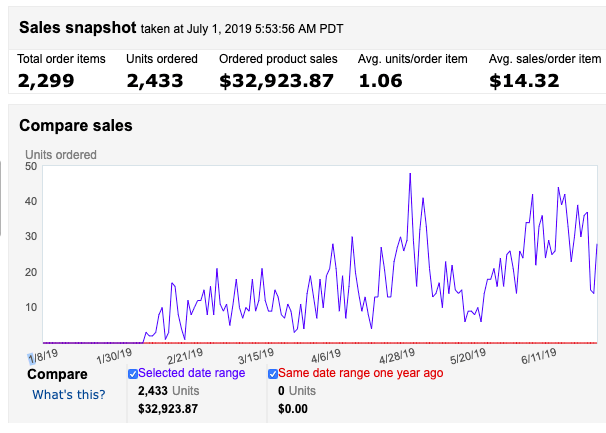 Sales snapshot taken at July 1, 2019 5:53:56 AM PDT
Total order items Units ordered Ordered product sales Avg. units/order item Avg. sales/order item
2,299 2,433 $32,923.87 1.06 $14.32
Compare sales
Units ordered
50
40
30
20
10
1/8/19 1/30/19 2/21/19 3/15/19 4/6/19 4/28/19 5/20/19 6/11/19
Compare Selected date range Same date range one year ago
What's this? 2,433 Units 0 Units
$32,923.87 $0.00